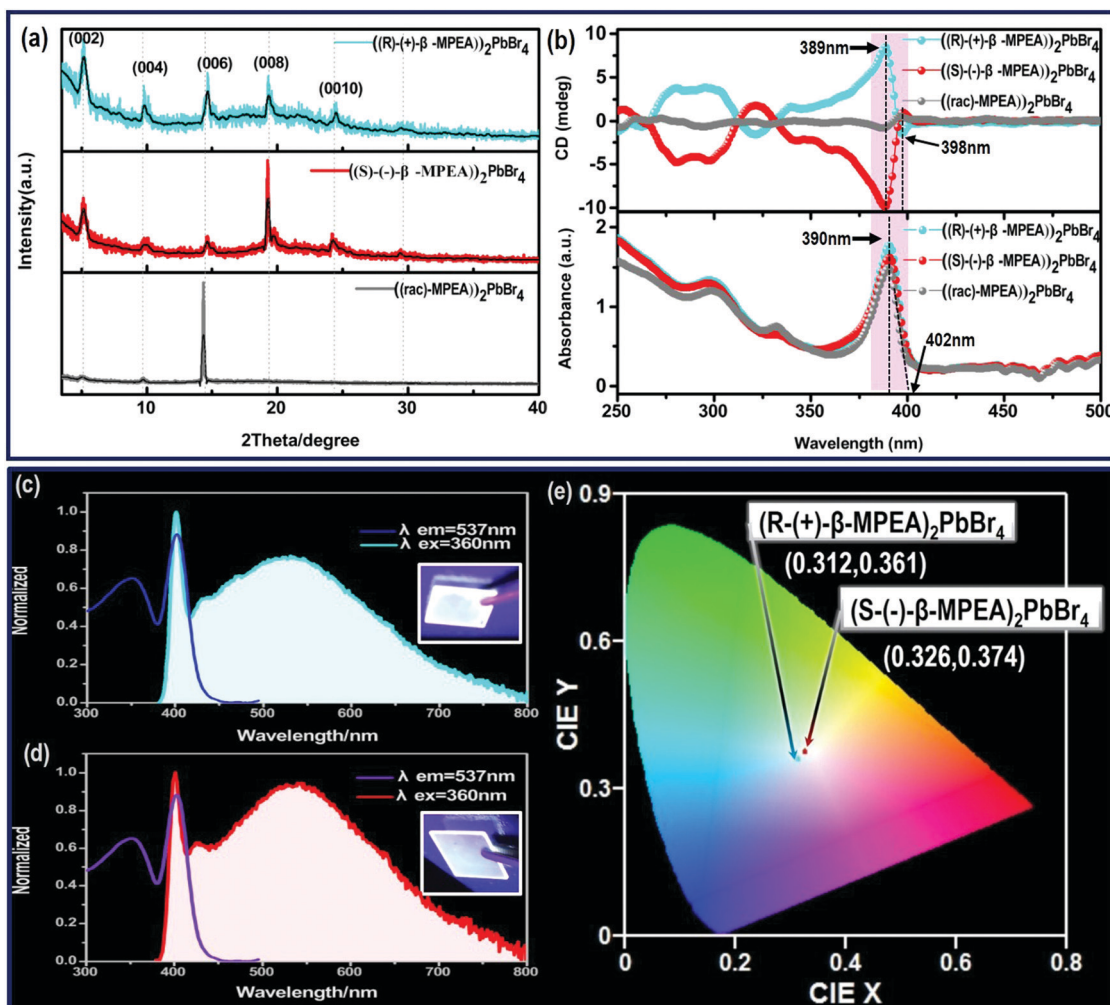 (a)
(002)
(004)
(006)
(008)
(0010)
((R)-(+)-β -MPEA))₂PbBr₄
((S)-(-)-β -MPEA))₂PbBr₄
((rac)-MPEA))₂PbBr₄
Intensity(a.u.)
10 20 30 40
2Theta/degree
(b)
389nm
((R)-(+)-β -MPEA))₂PbBr₄
((S)-(-)-β -MPEA))₂PbBr₄
((rac)-MPEA))₂PbBr₄
398nm
CD (mdeg)
10
5
0
-5
-10
390nm
((R)-(+)-β -MPEA))₂PbBr₄
((S)-(-)-β -MPEA))₂PbBr₄
((rac)-MPEA))₂PbBr₄
402nm
Absorbance (a.u.)
2
1
0
250 300 350 400 450 500
Wavelength (nm)
(c)
λ em=537nm
λ ex=360nm
Normalized
1.0
0.8
0.6
0.4
0.2
0.0
300 400 500 600 700 800
Wavelength/nm
(d)
λ em=537nm
λ ex=360nm
Normalized
1.0
0.8
0.6
0.4
0.2
0.0
300 400 500 600 700 800
Wavelength/nm
(e)
(R-(+)-β-MPEA)₂PbBr₄
(0.312,0.361)
(S-(-)-β-MPEA)₂PbBr₄
(0.326,0.374)
CIE Y
0.9
0.6
0.3
0
0 0.2 0.4 0.6 0.8
CIE X